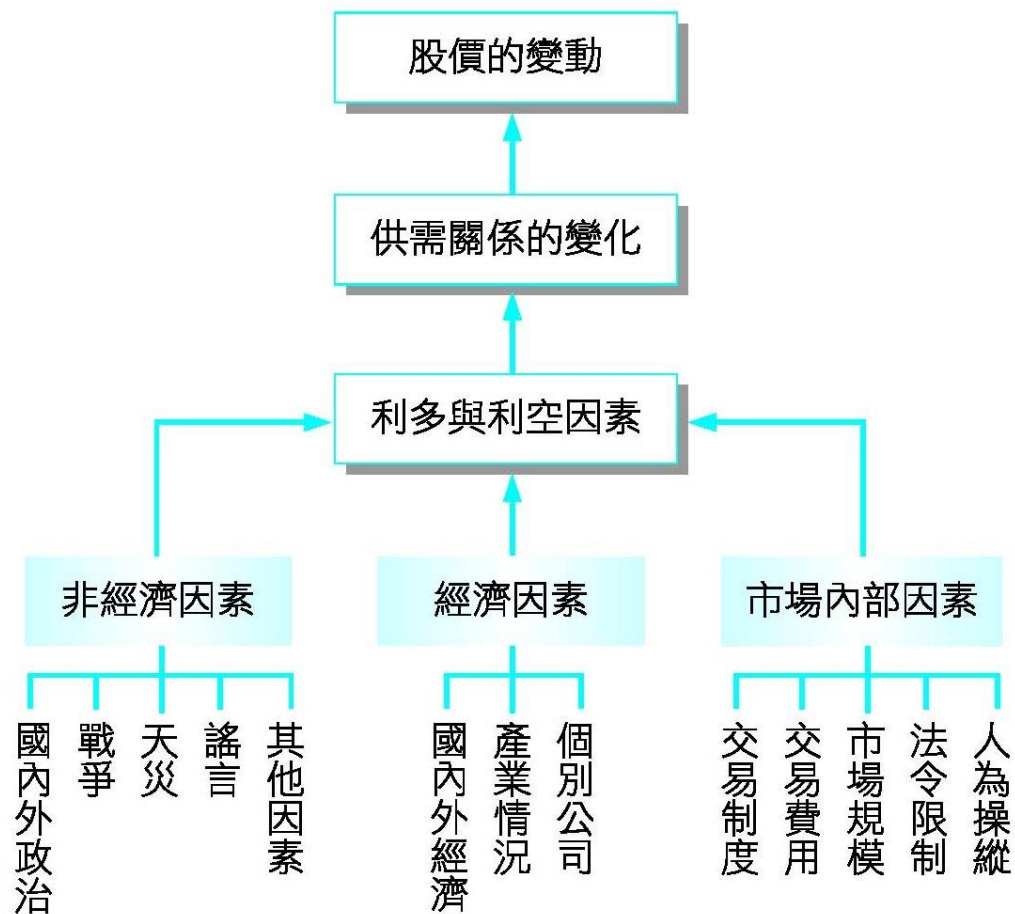 股價的變動
供需關係的變化
利多與利空因素
非經濟因素
經濟因素
市場內部因素
國內外政治
戰爭
天災
謠言
其他因素
國內外經濟
產業情況
個別公司
交易制度
交易費用
市場規模
法令限制
人為操縱